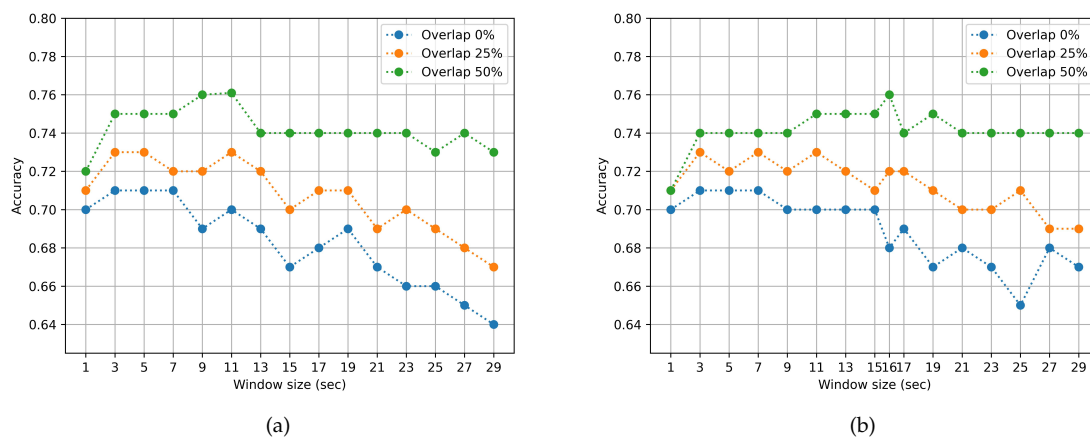 0.80
0.78
0.76
0.74
0.72
0.70
0.68
0.66
0.64
Accuracy
Overlap 0%
Overlap 25%
Overlap 50%
1 3 5 7 9 11 13 15 17 19 21 23 25 27 29
Window size (sec)
(a)
0.80
0.78
0.76
0.74
0.72
0.70
0.68
0.66
0.64
Accuracy
Overlap 0%
Overlap 25%
Overlap 50%
1 3 5 7 9 11 13 15 16 17 19 21 23 25 27 29
Window size (sec)
(b)